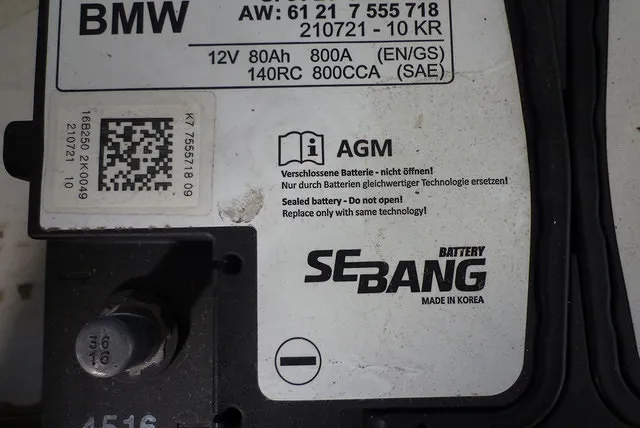 BMW
AW: 61 21 7 555 718
210721 - 10 KR
12V 80Ah 800A (EN/GS)
140RC 800CCA (SAE)
K7 7555718 09
16B250 2K0049
210721 10
AGM
Verschlossene Batterie - nicht öffnen!
Nur durch Batterien gleichwertiger Technologie ersetzen!
Sealed battery - Do not open!
Replace only with same technology!
BATTERY
SEBANG
MADE IN KOREA
36
16
4516